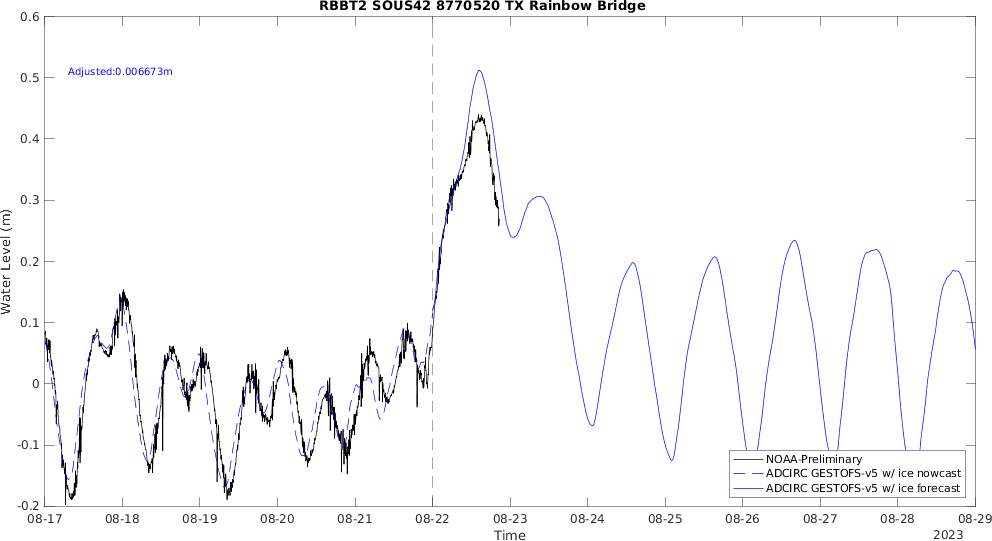 RBBT2 SOUS42 8770520 TX Rainbow Bridge
Adjusted:0.006673m
Water Level (m)
0.6
0.5
0.4
0.3
0.2
0.1
0
-0.1
-0.2
NOAA-Preliminary
ADCIRC GESTOFS-v5 w/ ice nowcast
ADCIRC GESTOFS-v5 w/ ice forecast
08-17 08-18 08-19 08-20 08-21 08-22 08-23 08-24 08-25 08-26 08-27 08-28 08-29
Time
2023